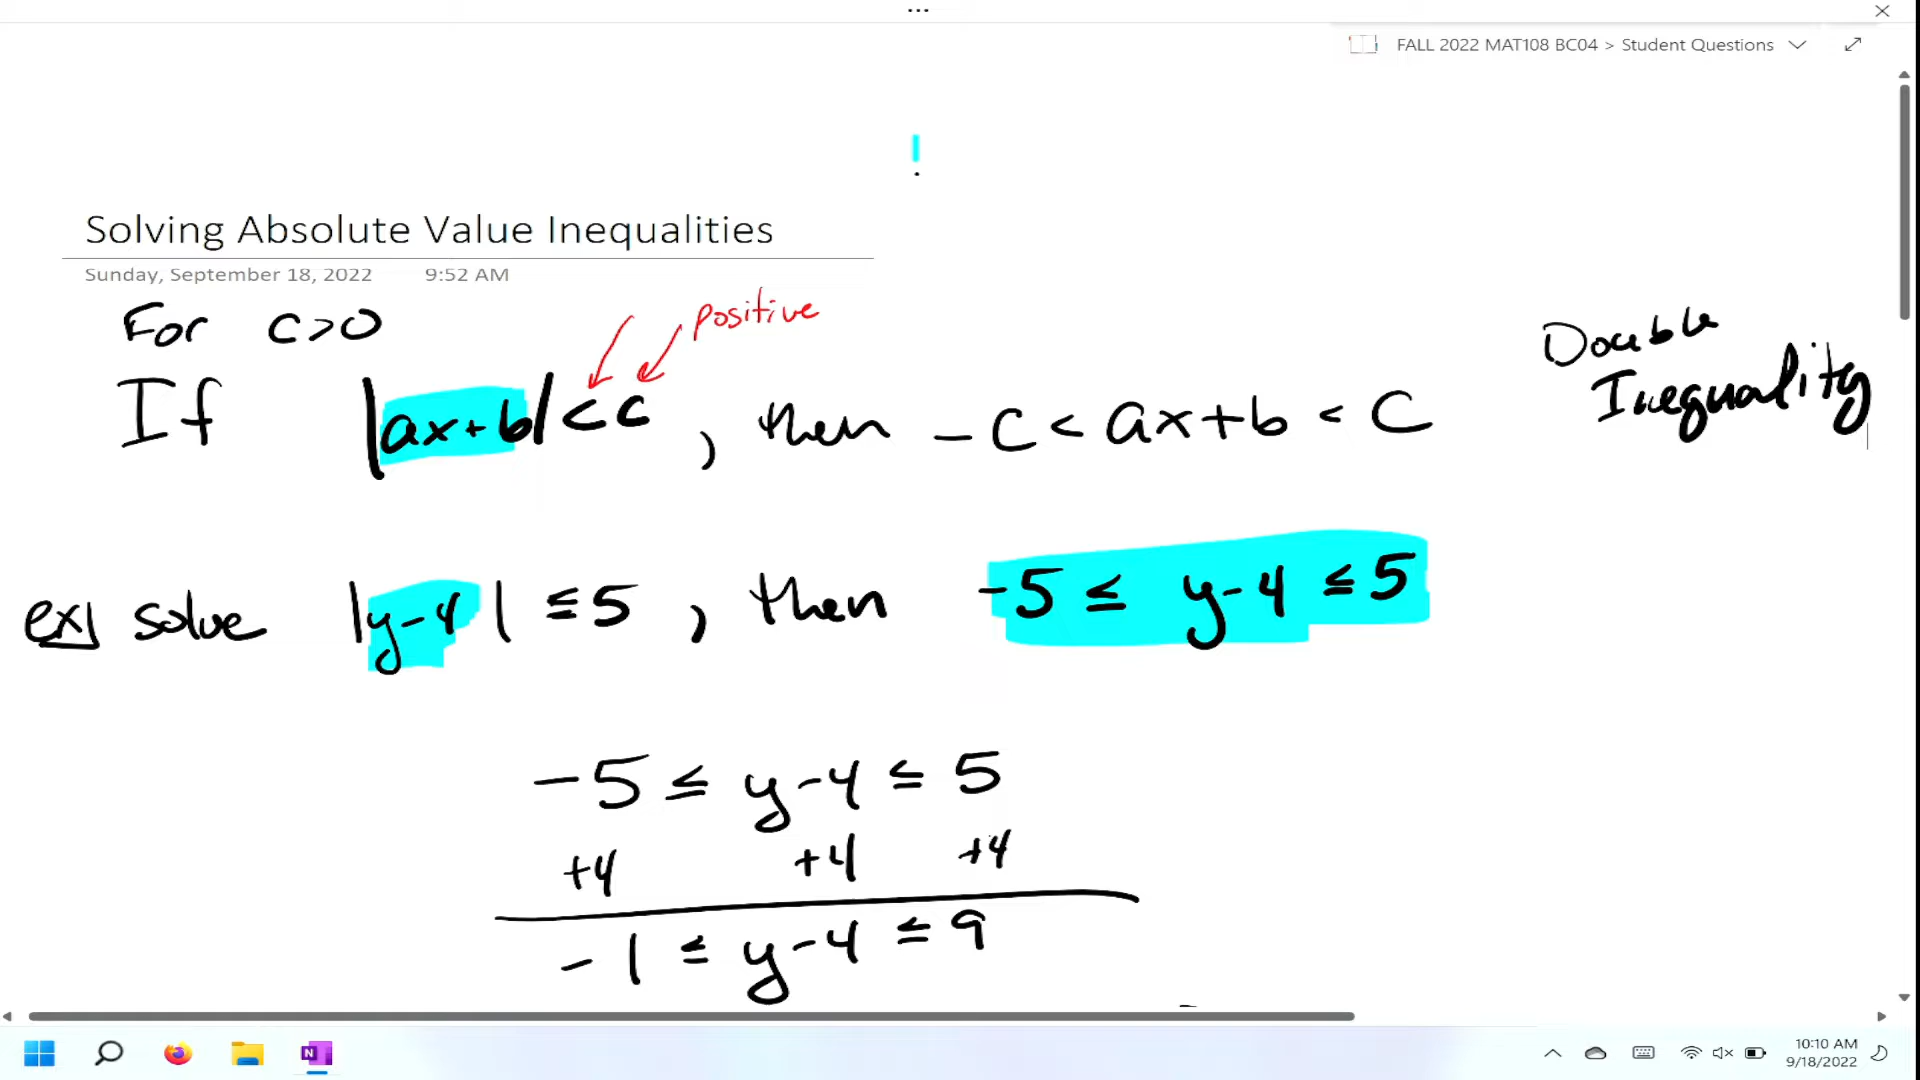 FALL 2022 MAT108 BC04 > Student Questions
Solving Absolute Value Inequalities
Sunday, September 18, 2022 9:52 AM
For c>0
positive
If |ax+b| < c , then -c < ax+b < c
Double
Inequality
ex) solve |y-4| ≤ 5 , then -5 ≤ y-4 ≤ 5
-5 ≤ y-4 ≤ 5
+4 +4 +4
-1 ≤ y-4 ≤ 9
10:10 AM
9/18/2022